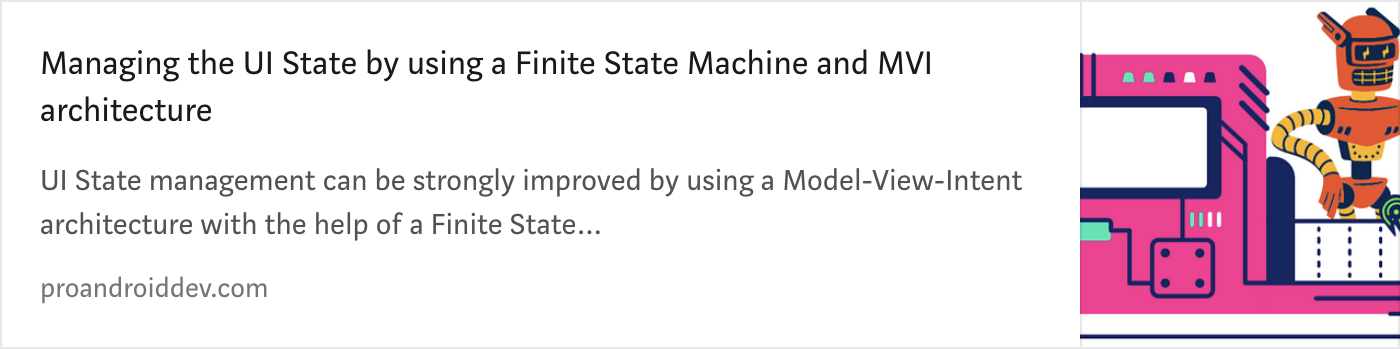 Managing the UI State by using a Finite State Machine and MVI
architecture
UI State management can be strongly improved by using a Model-View-Intent
architecture with the help of a Finite State…
proandroiddev.com